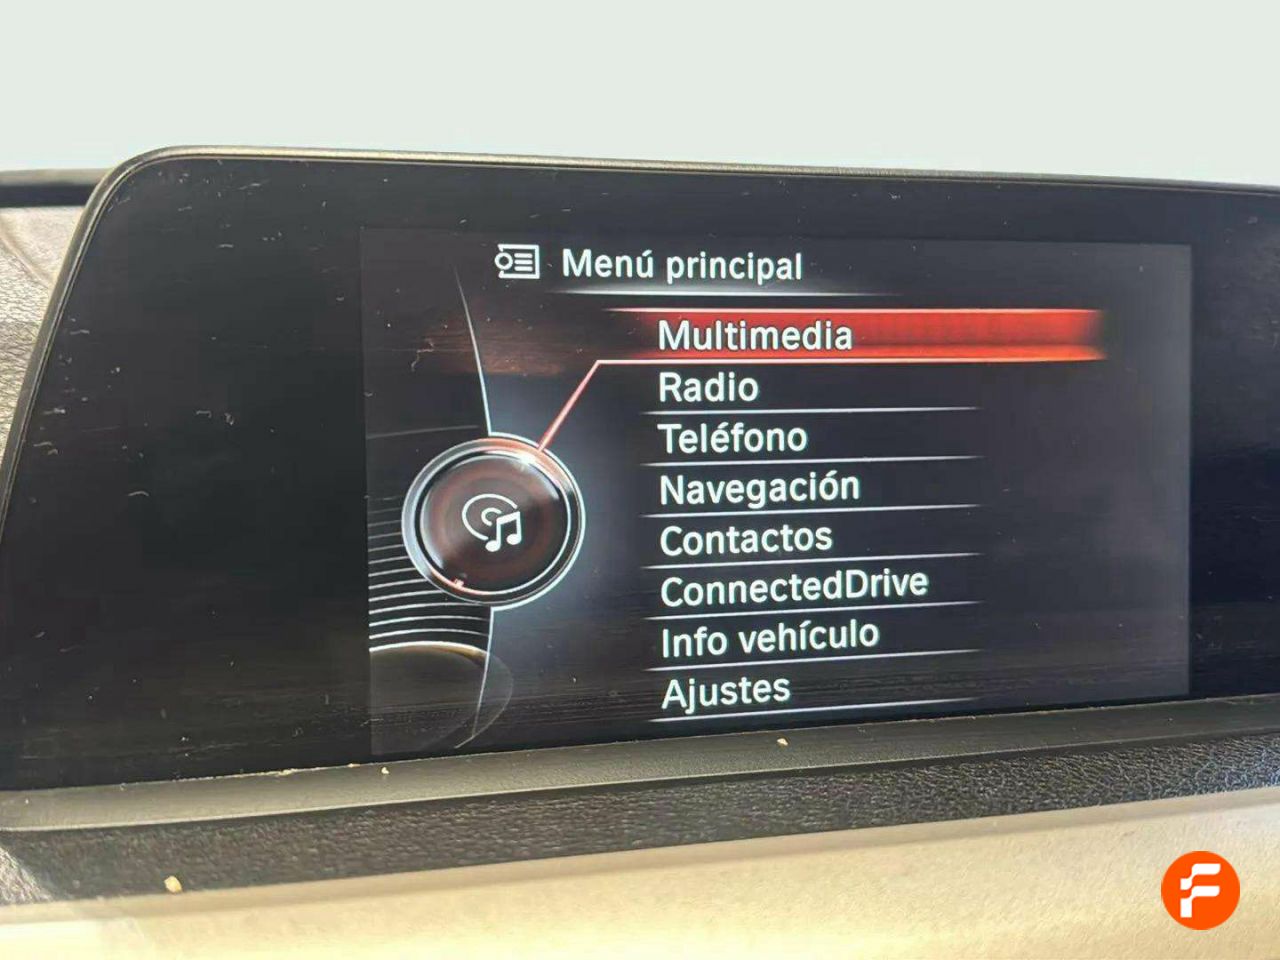 Menú principal
Multimedia
Radio
Teléfono
Navegación
Contactos
ConnectedDrive
Info vehículo
Ajustes